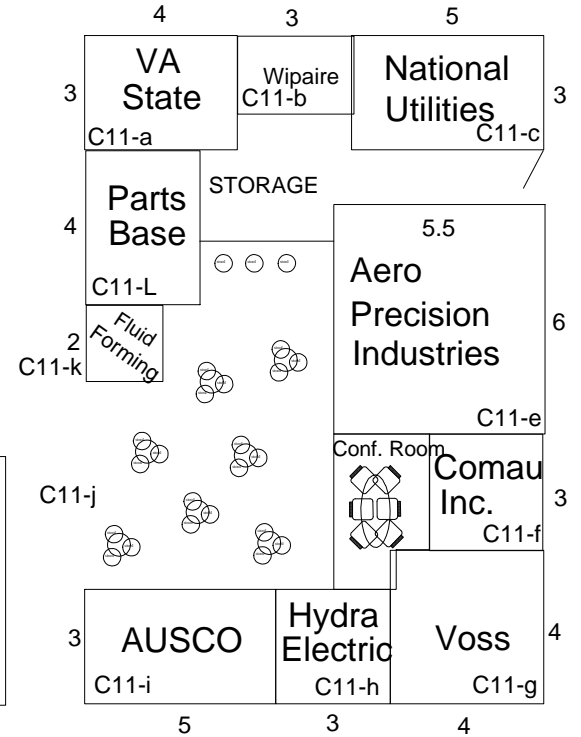 4
3
5
3
VA
State
C11-a
Wipaire
C11-b
National
Utilities
C11-c
3
STORAGE
4
Parts
Base
C11-L
5.5
Aero
Precision
Industries
C11-e
6
2
C11-k
Fluid
Forming
C11-j
Conf. Room
Comau
Inc.
C11-f
3
3
AUSCO
C11-i
Hydra
Electric
C11-h
Voss
C11-g
4
5
3
4